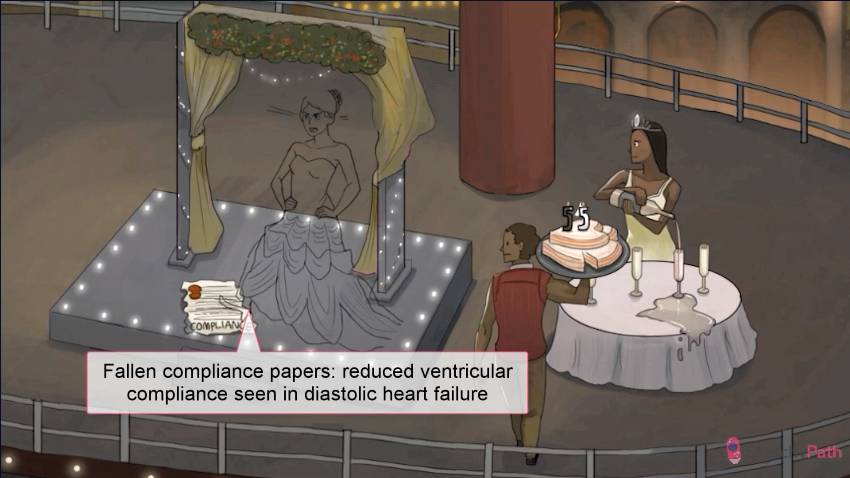 55
COMPLIANC
Fallen compliance papers: reduced ventricular
compliance seen in diastolic heart failure
Path